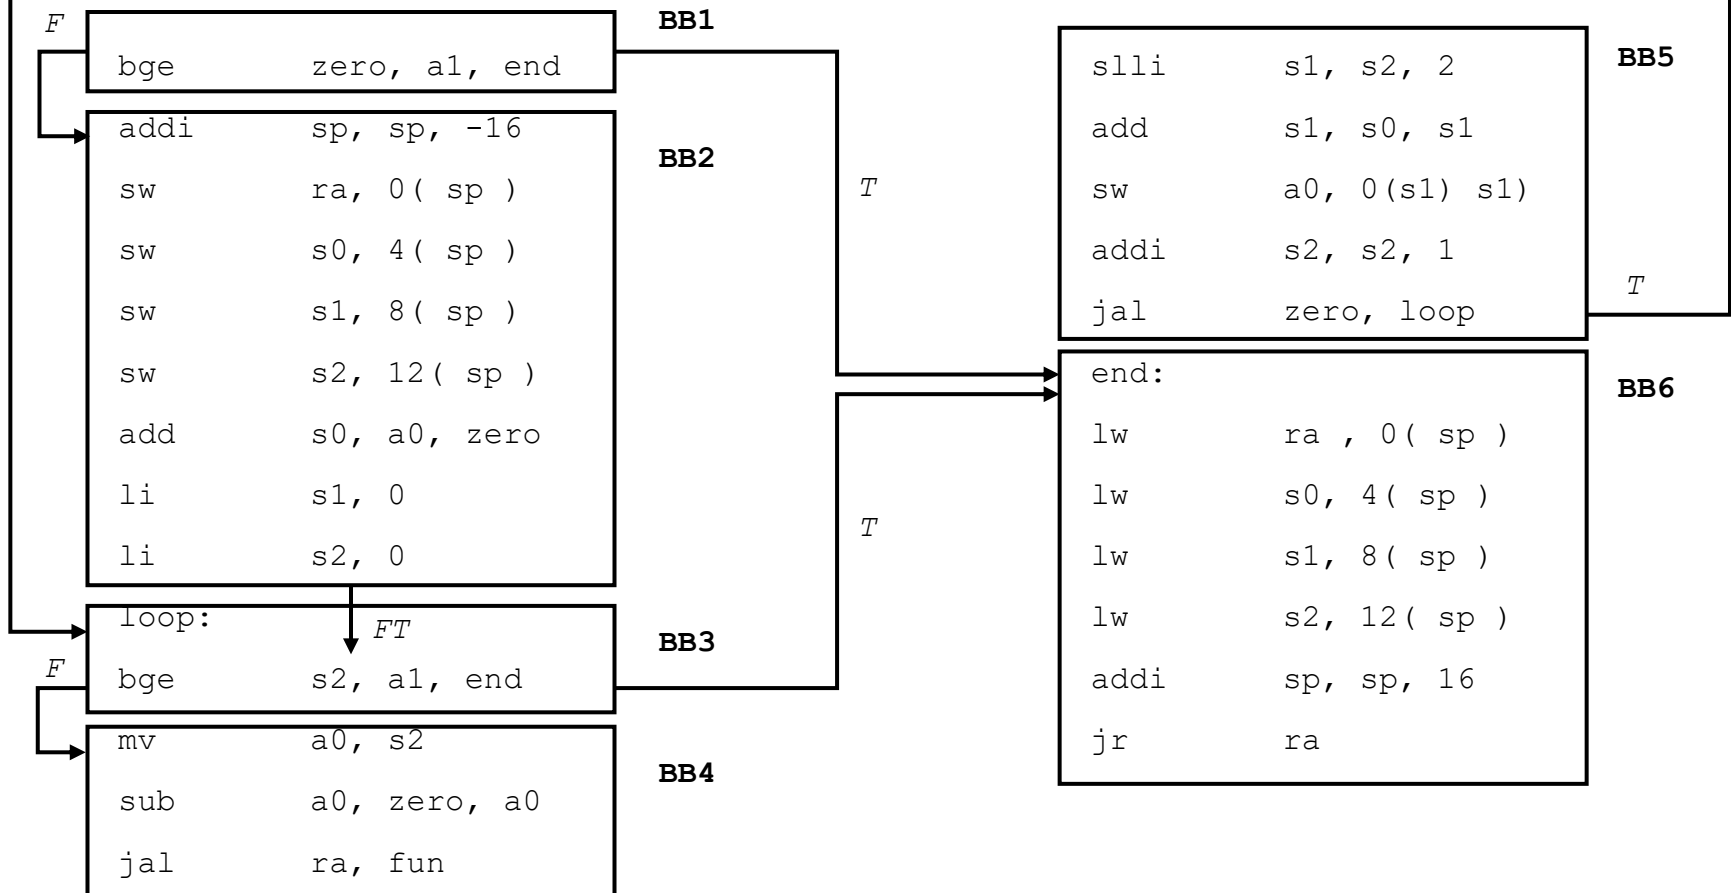 F
BB1
bge zero, a1, end
addi sp, sp, -16
BB2
sw ra, 0( sp )
sw s0, 4( sp )
sw s1, 8( sp )
sw s2, 12( sp )
add s0, a0, zero
li s1, 0
li s2, 0
FT
loop:
BB3
F
bge s2, a1, end
mv a0, s2
BB4
sub a0, zero, a0
jal ra, fun
T
T
slli s1, s2, 2
BB5
add s1, s0, s1
sw a0, 0(s1) s1)
addi s2, s2, 1
T
jal zero, loop
end:
BB6
lw ra , 0( sp )
lw s0, 4( sp )
lw s1, 8( sp )
lw s2, 12( sp )
addi sp, sp, 16
jr ra